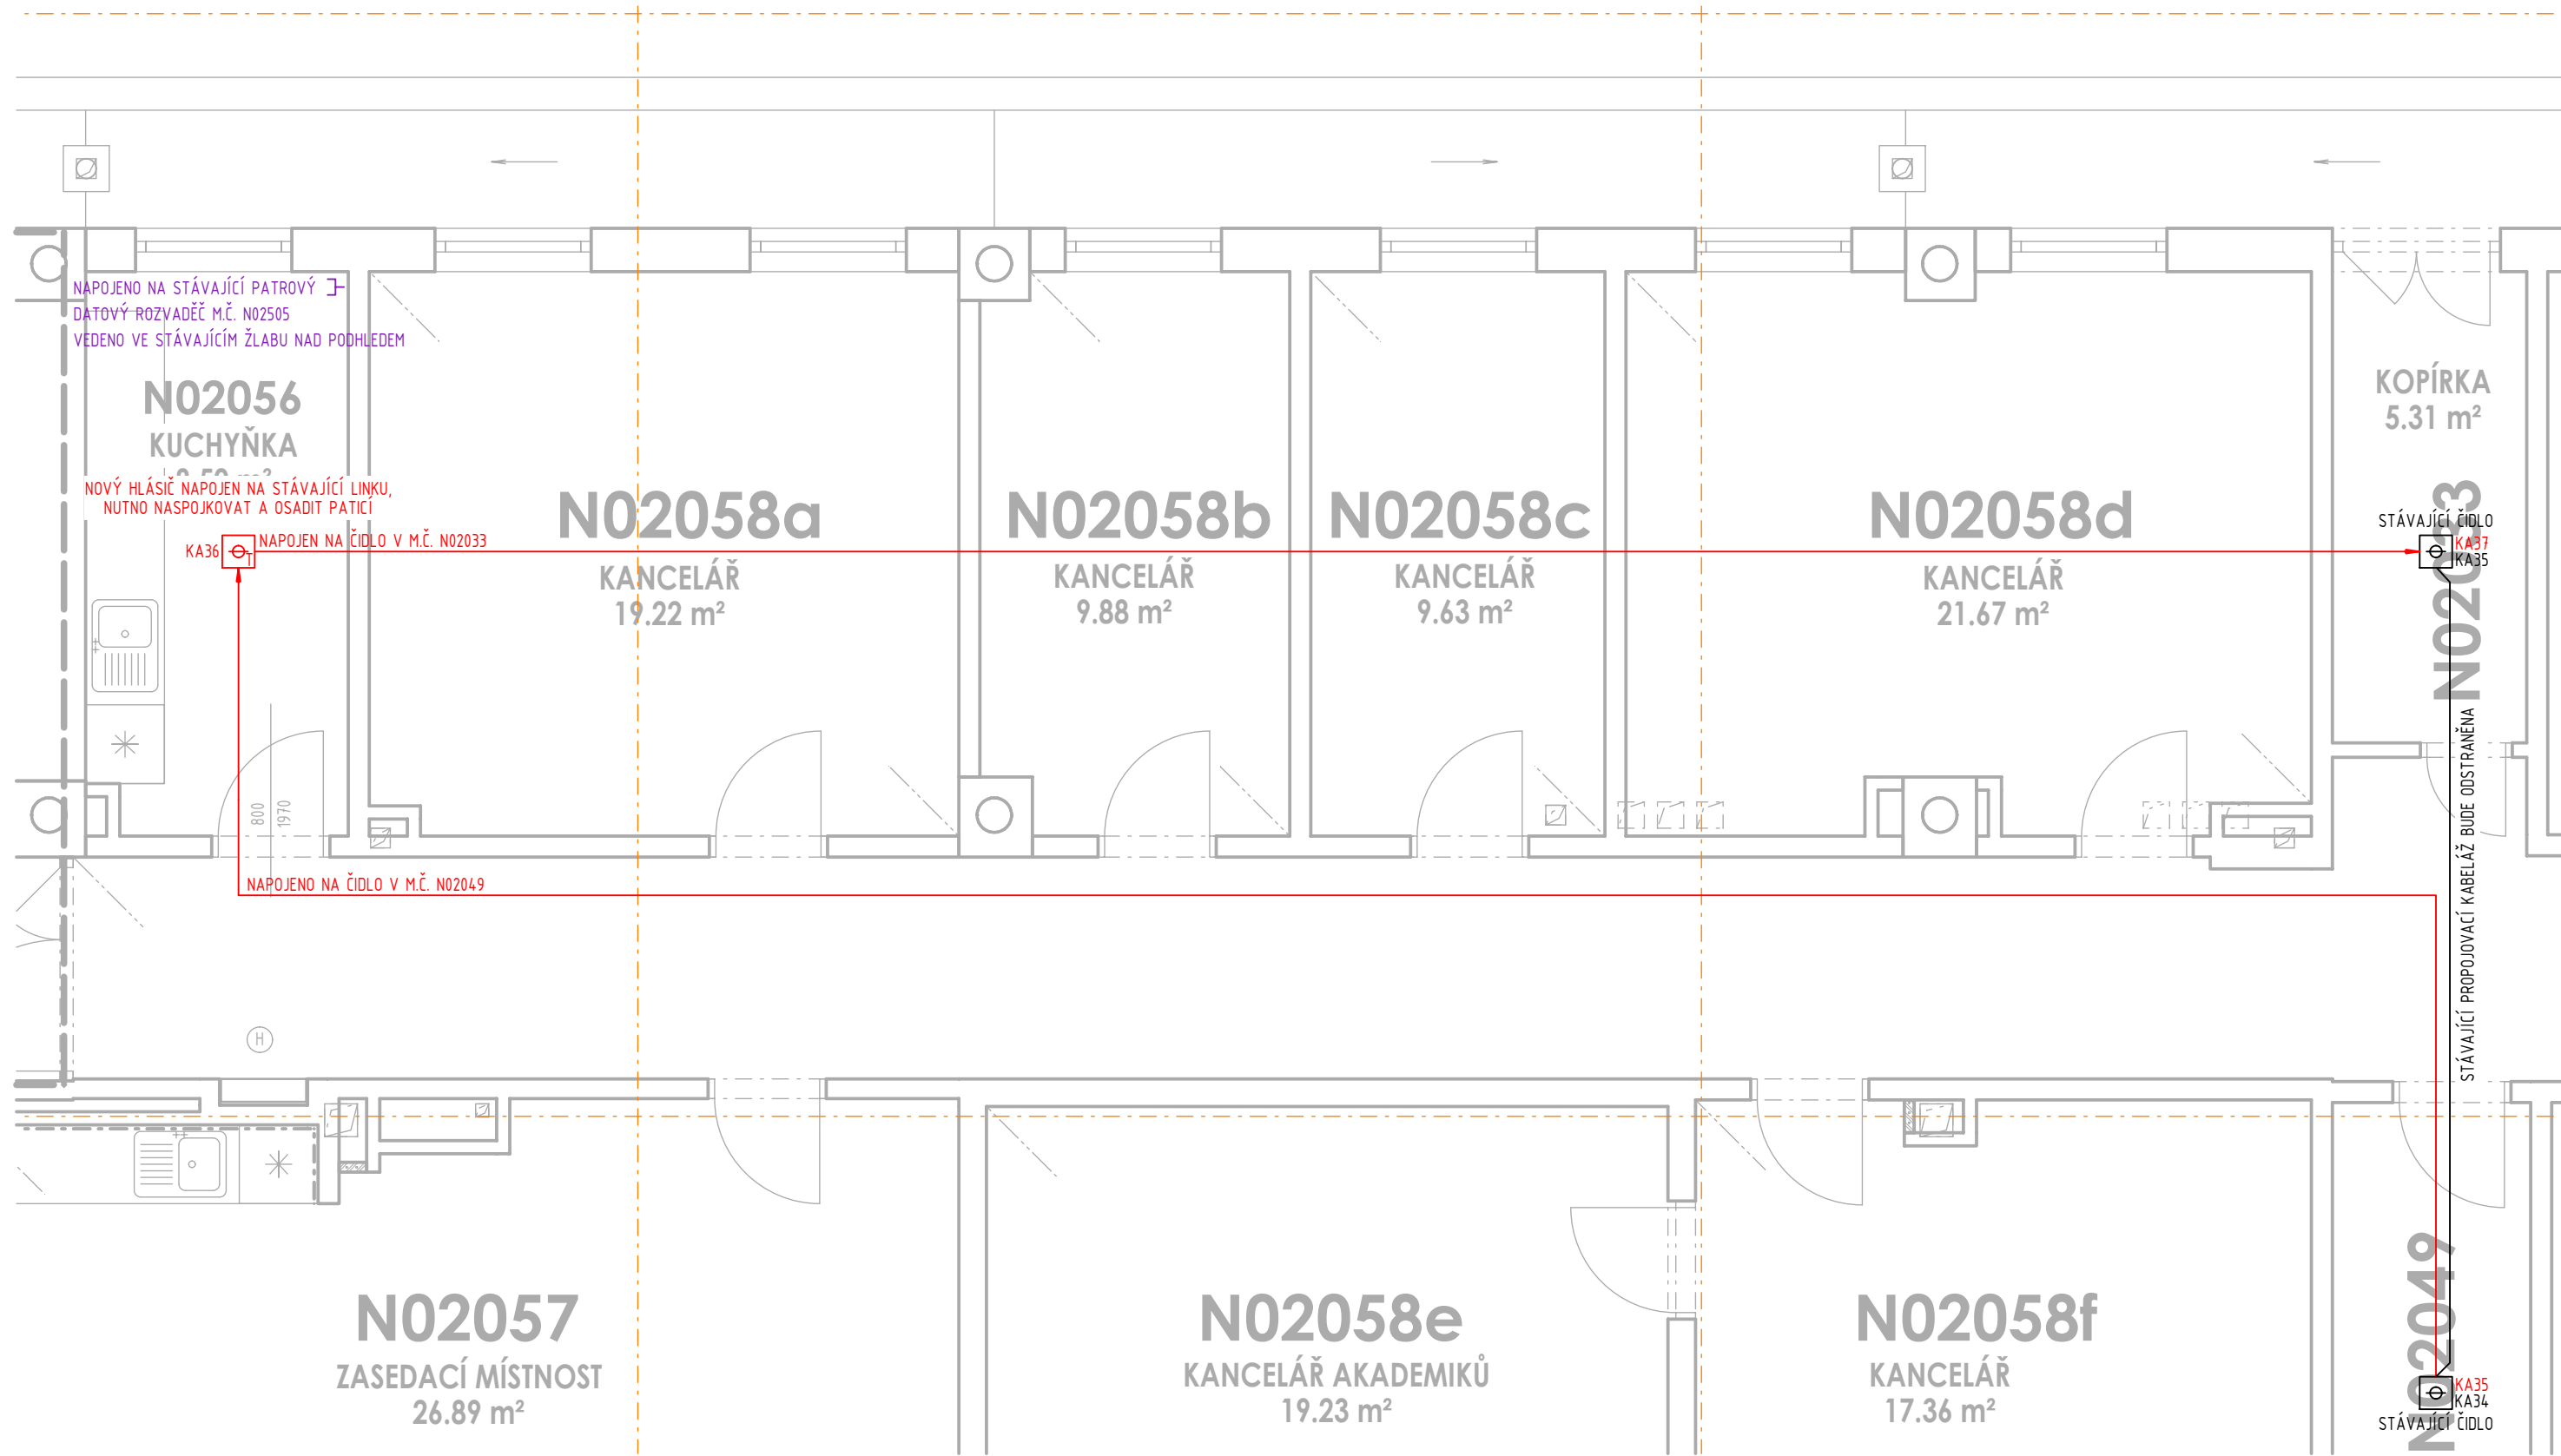 NAPOJENO NA STÁVAJÍCÍ PATROVÝ
DATOVÝ ROZVADĚČ M.Č. N02505
VEDENO VE STÁVAJÍCÍM ŽLABU NAD PODHLEDEM
N02056
KUCHYŇKA
NOVÝ HLÁSIČ NAPOJEN NA STÁVAJÍCÍ LINKU,
NUTNO NASPOJKOVAT A OSADIT PATICÍ
KA36
T
NAPOJEN NA ČIDLO V M.Č. N02033
N02058a
KANCELÁŘ
19.22 m²
N02058b
KANCELÁŘ
9.88 m²
N02058c
KANCELÁŘ
9.63 m²
N02058d
KANCELÁŘ
21.67 m²
KOPÍRKA
5.31 m²
N02033
STÁVAJÍCÍ ČIDLO
KA37
KA35
800
1970
NAPOJENO NA ČIDLO V M.Č. N02049
STÁVAJÍCÍ PROPOJOVACÍ KABELÁŽ BUDE ODSTRANĚNA
H
N02057
ZASEDACÍ MÍSTNOST
26.89 m²
N02058e
KANCELÁŘ AKADEMIKŮ
19.23 m²
N02058f
KANCELÁŘ
17.36 m²
N02049
KA35
KA34
STÁVAJÍCÍ ČIDLO